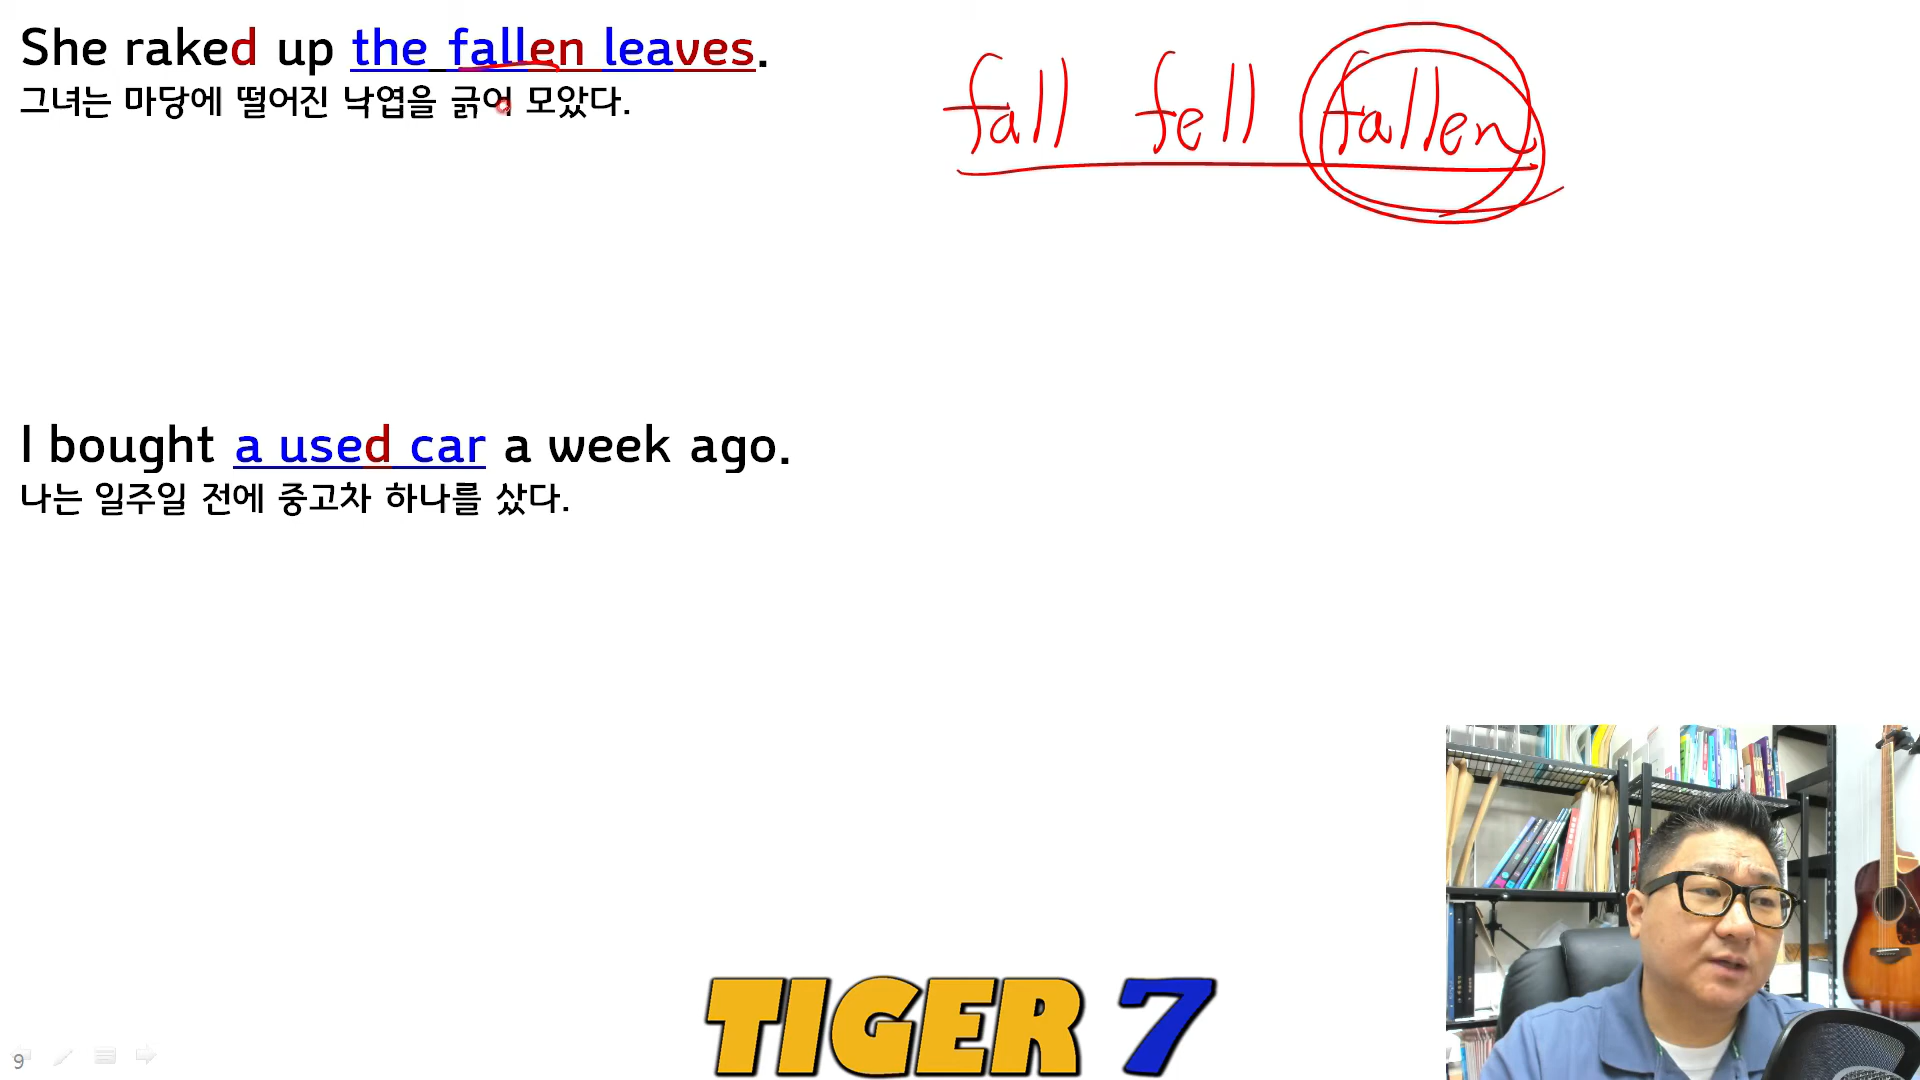 She raked up the fallen leaves.
그녀는 마당에 떨어진 낙엽을 긁어 모았다.
fall fell fallen
I bought a used car a week ago.
나는 일주일 전에 중고차 하나를 샀다.
TIGER 7
9